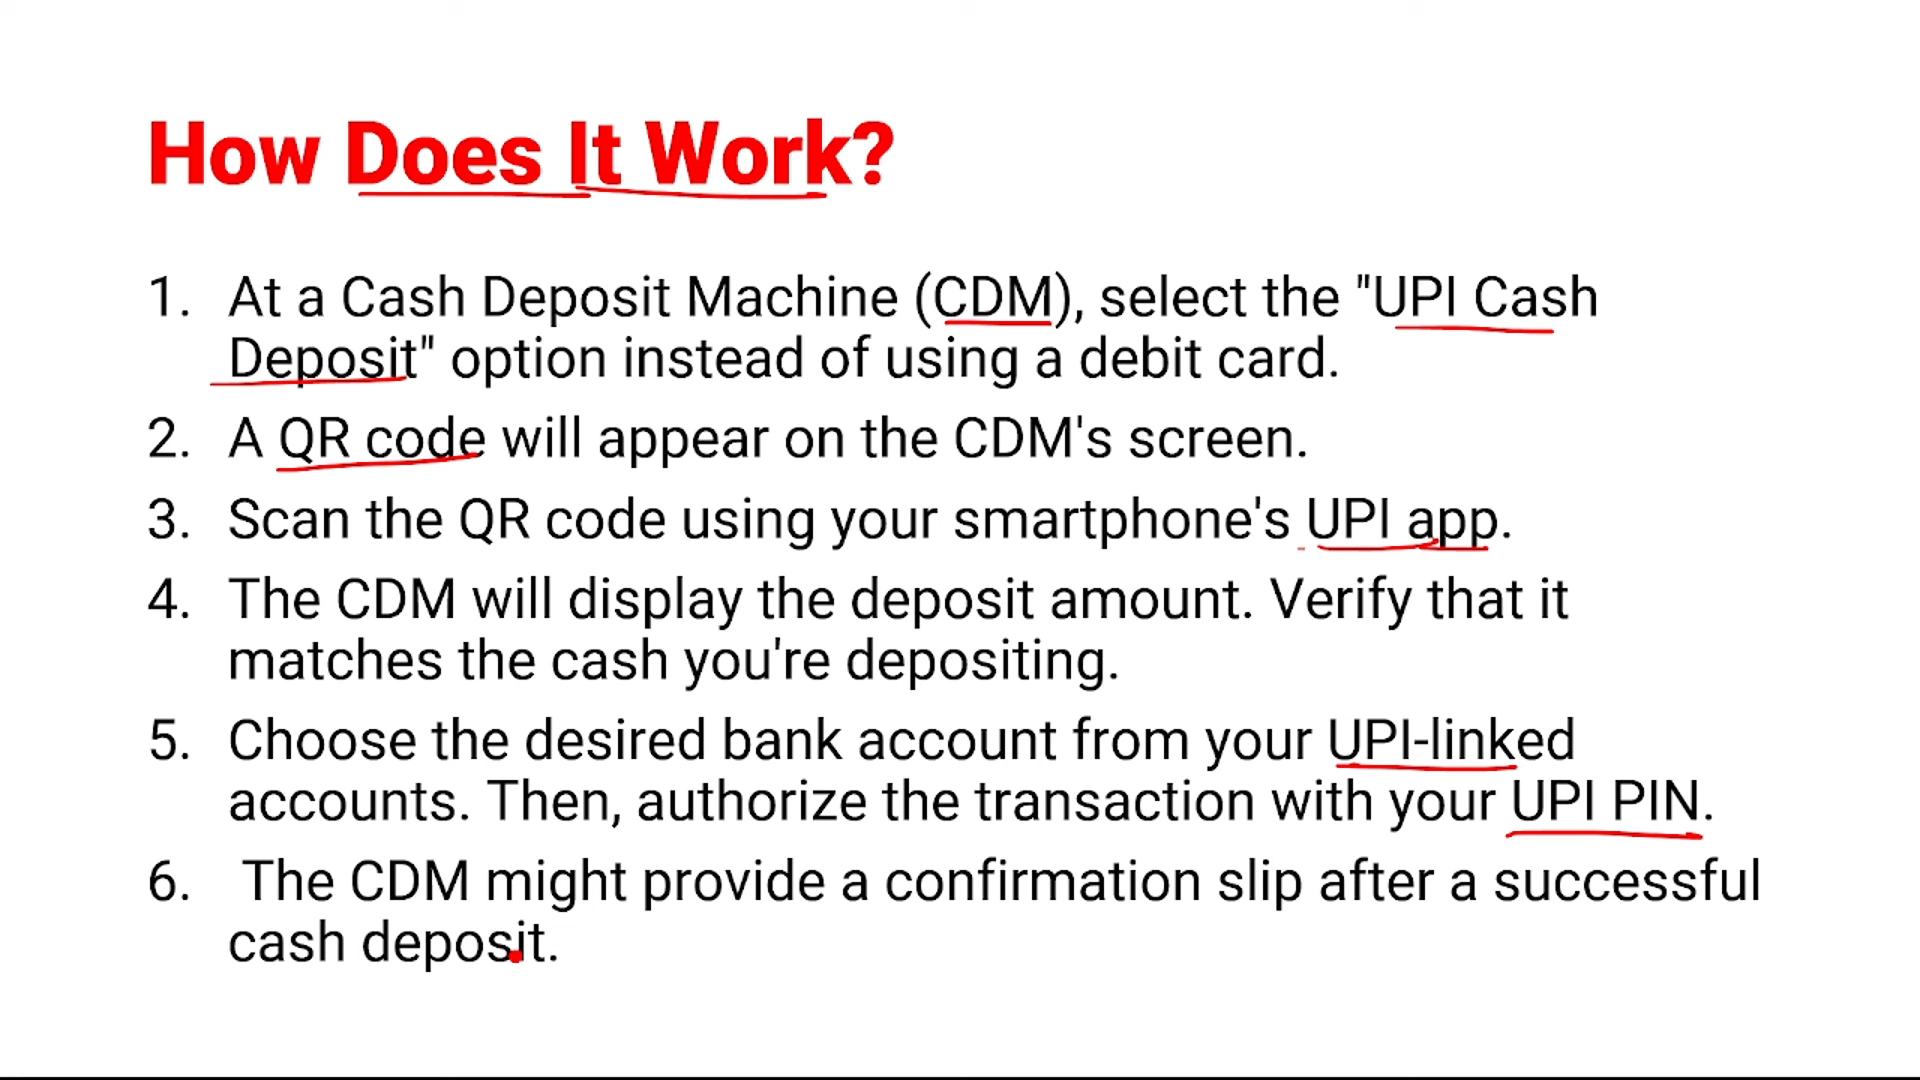 How Does It Work?
1. At a Cash Deposit Machine (CDM), select the "UPI Cash
Deposit" option instead of using a debit card.
2. A QR code will appear on the CDM's screen.
3. Scan the QR code using your smartphone's UPI app.
4. The CDM will display the deposit amount. Verify that it
matches the cash you're depositing.
5. Choose the desired bank account from your UPI-linked
accounts. Then, authorize the transaction with your UPI PIN.
6. The CDM might provide a confirmation slip after a successful
cash deposit.